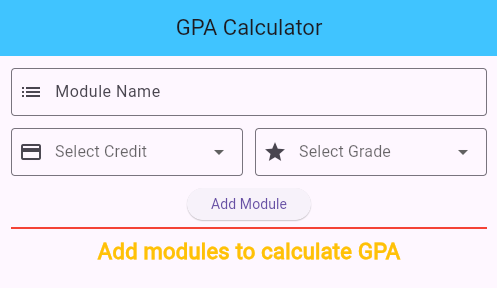 GPA Calculator
Module Name
Select Credit
Select Grade
Add Module
Add modules to calculate GPA